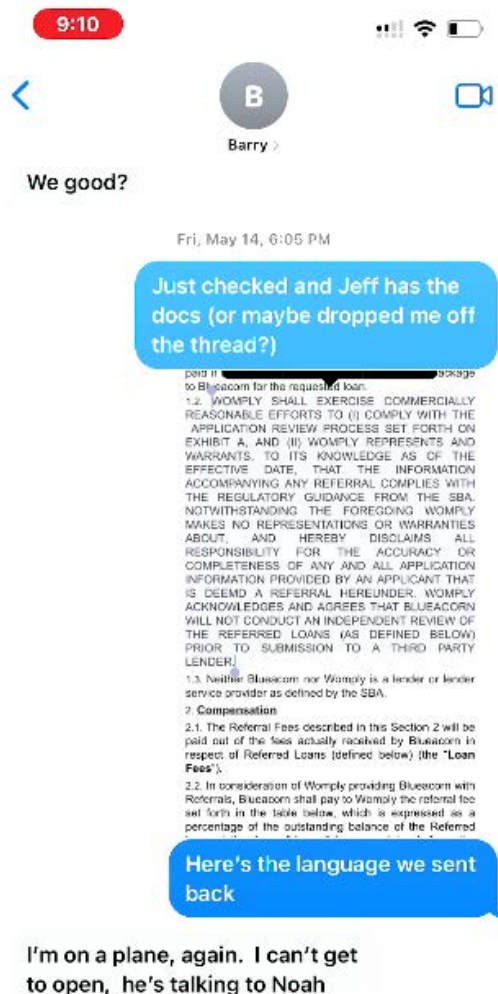 9:10
B
Barry
We good?
Fri, May 14, 6:05 PM
Just checked and Jeff has the
docs (or maybe dropped me off
the thread?)
paid
to Blueacorn for the requested loan.
1.2. WOMPLY SHALL EXERCISE COMMERCIALLY
REASONABLE EFFORTS TO (I) COMPLY WITH THE
APPLICATION REVIEW PROCESS SET FORTH ON
EXHIBIT A, AND (II) WOMPLY REPRESENTS AND
WARRANTS, TO ITS KNOWLEDGE AS OF THE
EFFECTIVE DATE, THAT THE INFORMATION
ACCOMPANYING ANY REFERRAL COMPLIES WITH
THE REGULATORY GUIDANCE FROM THE SBA.
NOTWITHSTANDING THE FOREGOING WOMPLY
MAKES NO REPRESENTATIONS OR WARRANTIES
ABOUT, AND HEREBY DISCLAIMS ALL
RESPONSIBILITY FOR THE ACCURACY OR
COMPLETENESS OF ANY AND ALL APPLICATION
INFORMATION PROVIDED BY AN APPLICANT THAT
IS DEEMD A REFERRAL HEREUNDER. WOMPLY
ACKNOWLEDGES AND AGREES THAT BLUEACORN
WILL NOT CONDUCT AN INDEPENDENT REVIEW OF
THE REFERRED LOANS (AS DEFINED BELOW)
PRIOR TO SUBMISSION TO A THIRD PARTY
LENDER.
1.3. Neither Blueacorn nor Womply is a lender or lender
service provider as defined by the SBA.
2. Compensation
2.1. The Referral Fees described in this Section 2 will be
paid out of the fees actually received by Blueacorn in
respect of Referred Loans (defined below) (the "Loan
Fees").
2.2. In consideration of Womply providing Blueacorn with
Referrals, Blueacorn shall pay to Womply the referral fee
set forth in the table below, which is expressed as a
percentage of the outstanding balance of the Referred
Here's the language we sent
back
I'm on a plane, again. I can't get
to open, he's talking to Noah